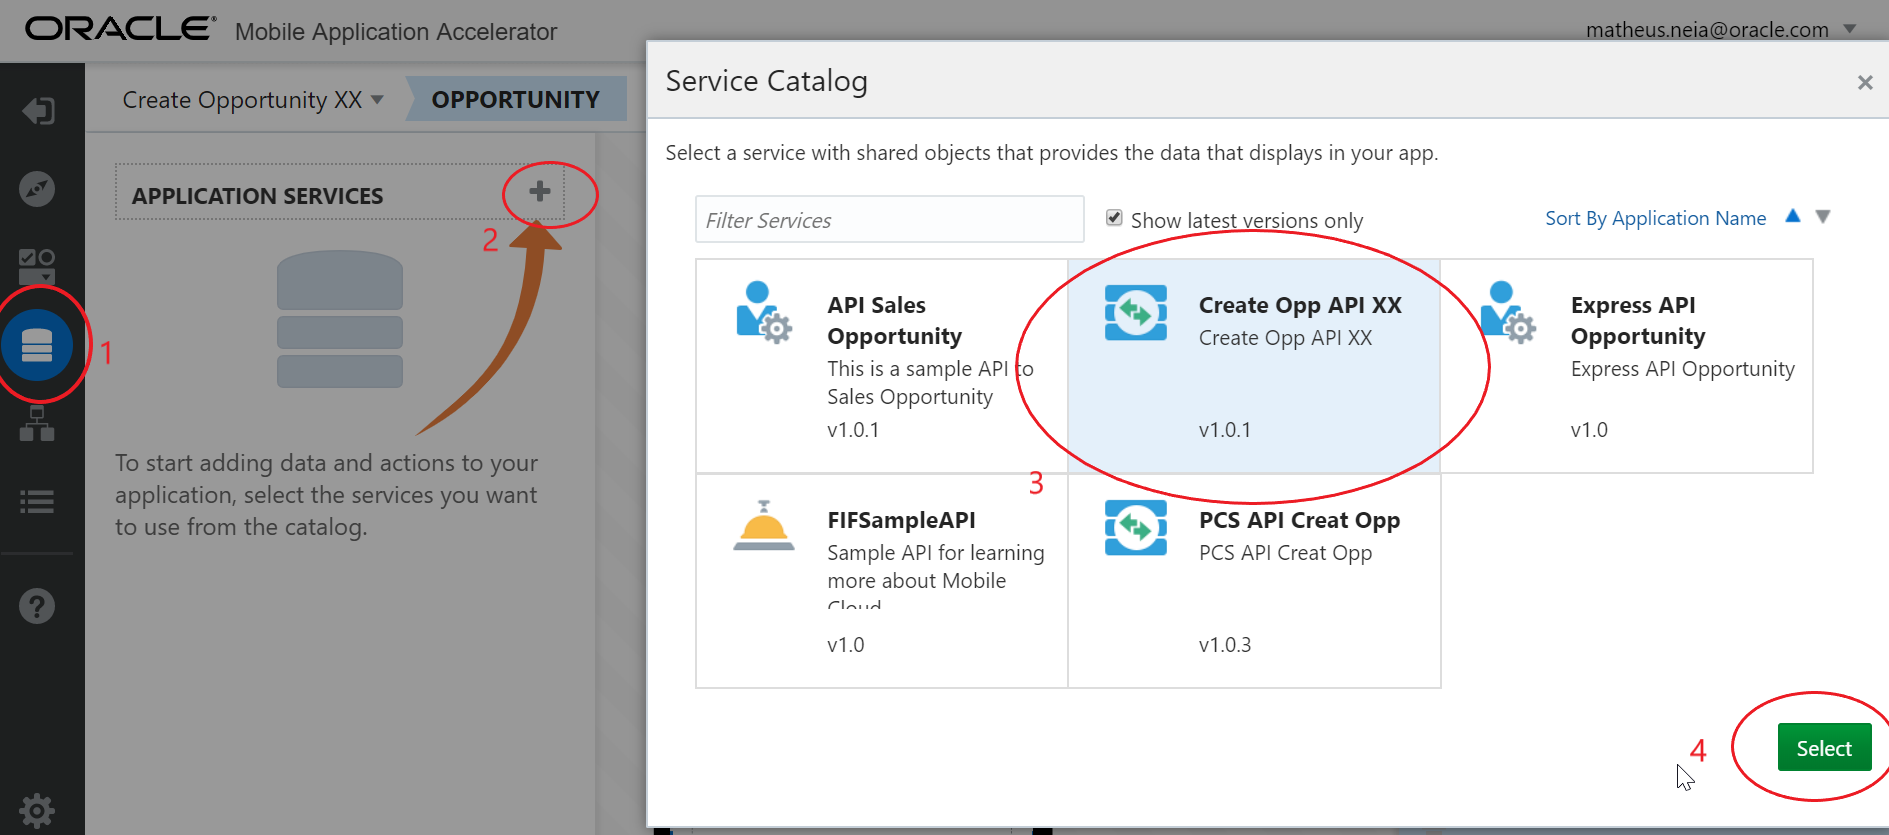 ORACLE® Mobile Application Accelerator
matheus.neia@oracle.com
Create Opportunity XX
OPPORTUNITY
APPLICATION SERVICES
1
2
To start adding data and actions to your
application, select the services you want
to use from the catalog.
?
Service Catalog
×
Select a service with shared objects that provides the data that displays in your app.
Filter Services
Show latest versions only
Sort By Application Name
API Sales
Opportunity
This is a sample API to
Sales Opportunity
v1.0.1
Create Opp API XX
Create Opp API XX
v1.0.1
Express API
Opportunity
Express API Opportunity
v1.0
3
FIFSampleAPI
Sample API for learning
more about Mobile
Cloud
v1.0
PCS API Creat Opp
PCS API Creat Opp
v1.0.3
4
Select